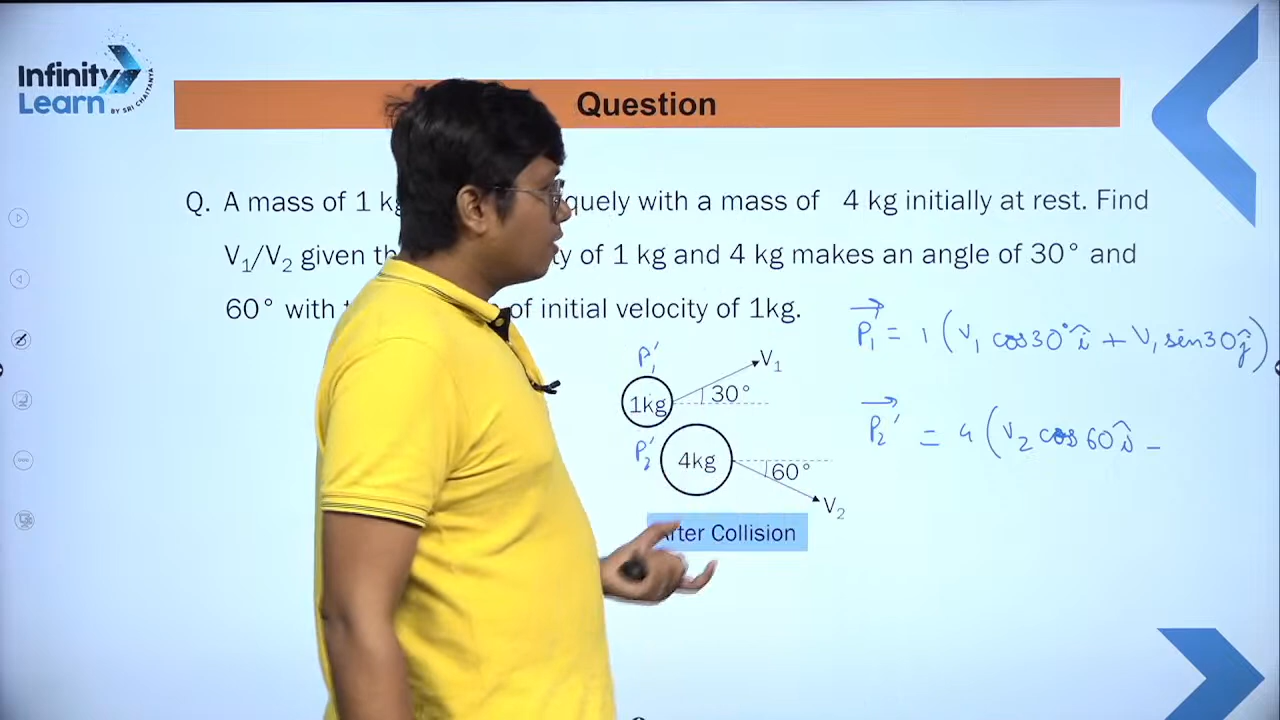 Infinity
Learn
BY SRI CHAITANYA
Question
Q. A mass of 1 kg quely with a mass of 4 kg initially at rest. Find
V₁/V₂ given th ty of 1 kg and 4 kg makes an angle of 30° and
60° with of initial velocity of 1kg.
P₁' V₁
1kg 30°
P₂' 4kg 60°
V₂
After Collision
P₁ = 1 (V₁ cos30° î + V₁ sin30 ĵ)
P₂' = 4 (V₂ cos 60 î –